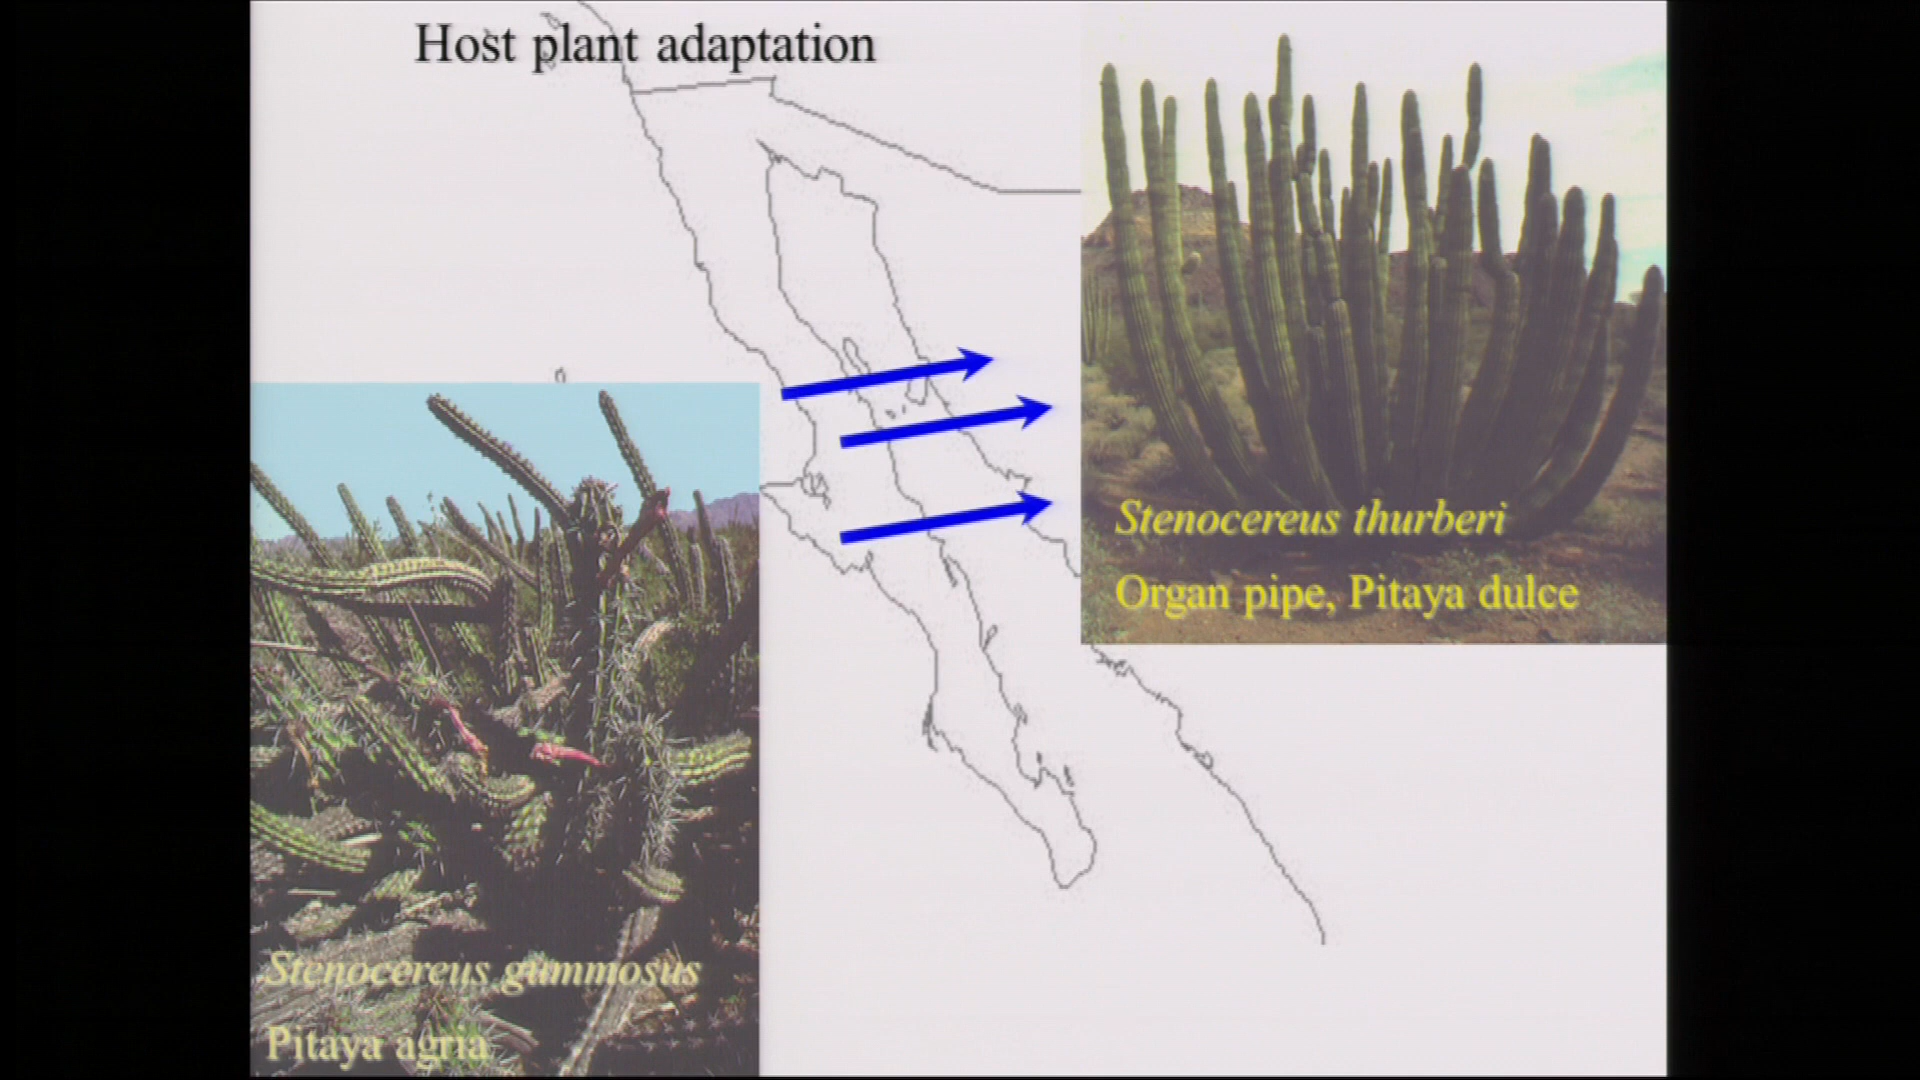 Host plant adaptation
Stenocereus thurberi
Organ pipe, Pitaya dulce
Stenocereus gummosus
Pitaya agria